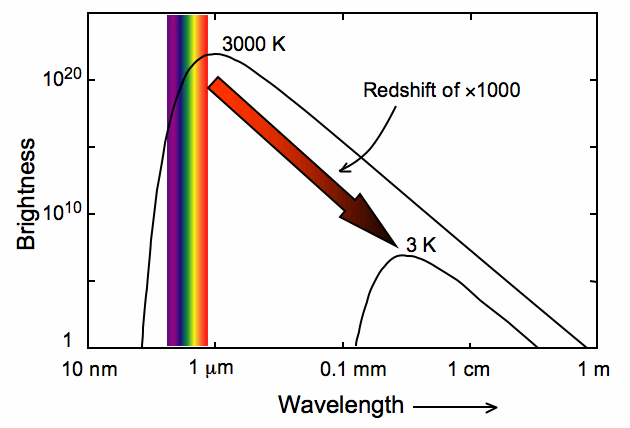 3000 K
10²⁰
Redshift of ×1000
Brightness
10¹⁰
3 K
1
10 nm
1 μm
0.1 mm
1 cm
1 m
Wavelength